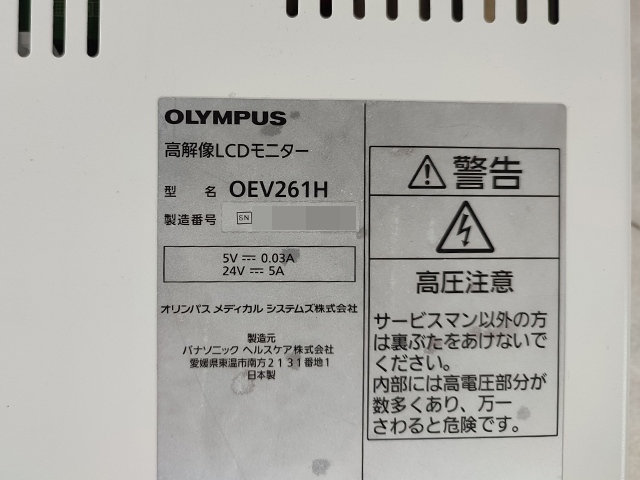 OLYMPUS
高解像LCDモニター
型 名 OEV261H
製造番号 SN
5V ⎓ 0.03A
24V ⎓ 5A
オリンパス メディカル システムズ株式会社
製造元
パナソニック ヘルスケア株式会社
愛媛県東温市南方2131番地1
日本製
警告
高圧注意
サービスマン以外の方
は裏ぶたをあけないで
ください。
内部には高電圧部分が
数多くあり、万一
さわると危険です。